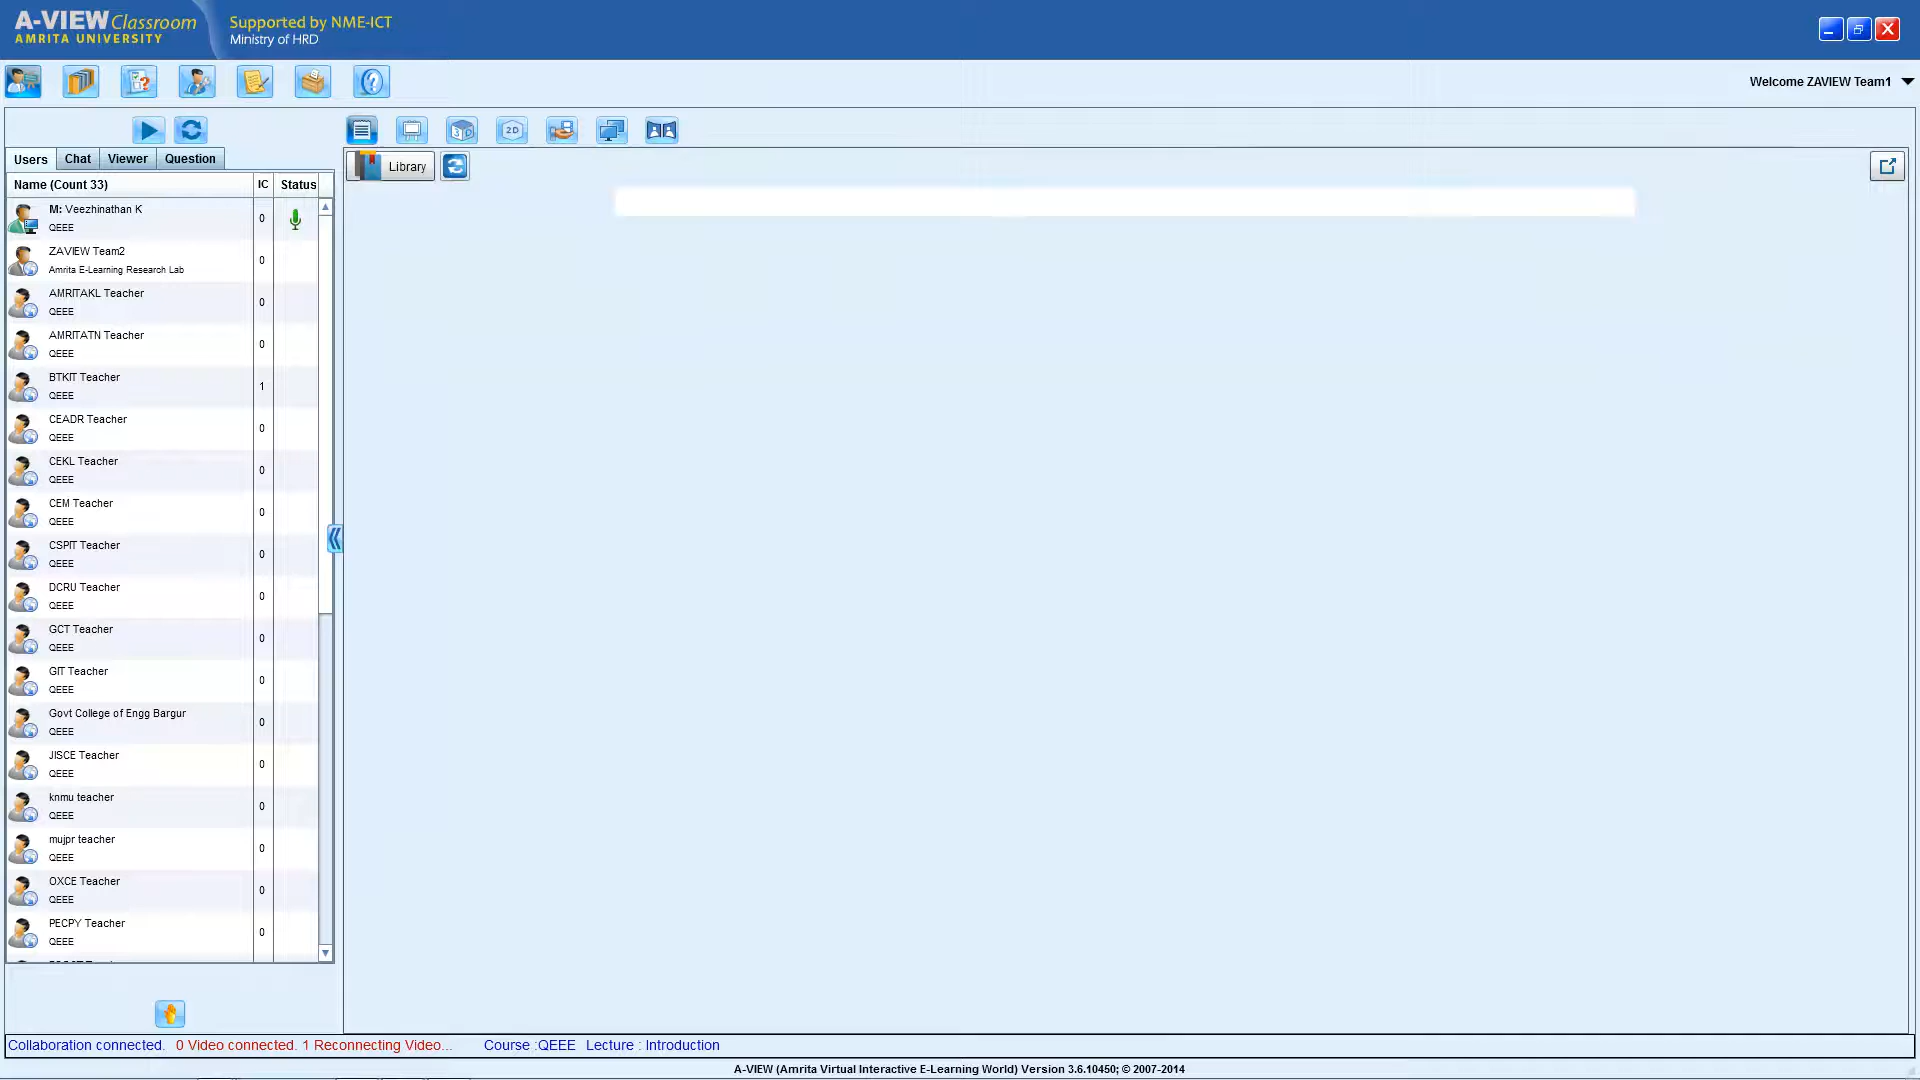 A-VIEW Classroom
AMRITA UNIVERSITY
Supported by NME-ICT
Ministry of HRD
Welcome ZAVIEW Team1
3D
2D
Users Chat Viewer Question
Library
Name (Count 33) IC Status
M: Veezhinathan K
QEEE
0
ZAVIEW Team2
Amrita E-Learning Research Lab
0
AMRITAKL Teacher
QEEE
0
AMRITATN Teacher
QEEE
0
BTKIT Teacher
QEEE
1
CEADR Teacher
QEEE
0
CEKL Teacher
QEEE
0
CEM Teacher
QEEE
0
CSPIT Teacher
QEEE
0
DCRU Teacher
QEEE
0
GCT Teacher
QEEE
0
GIT Teacher
QEEE
0
Govt College of Engg Bargur
QEEE
0
JISCE Teacher
QEEE
0
knmu teacher
QEEE
0
mujpr teacher
QEEE
0
OXCE Teacher
QEEE
0
PECPY Teacher
QEEE
0
Collaboration connected. 0 Video connected. 1 Reconnecting Video... Course :QEEE Lecture : Introduction
A-VIEW (Amrita Virtual Interactive E-Learning World) Version 3.6.10450; © 2007-2014